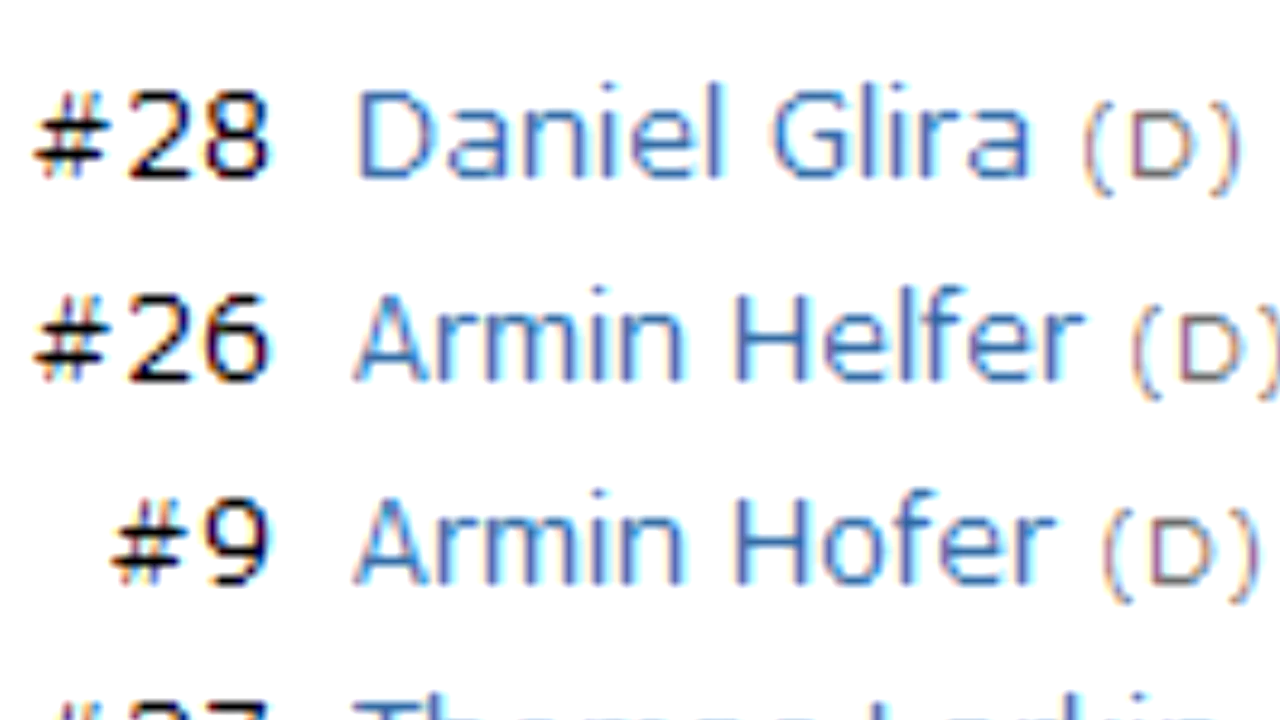 #28 Daniel Glira (D)
#26 Armin Helfer (D)
#9 Armin Hofer (D)